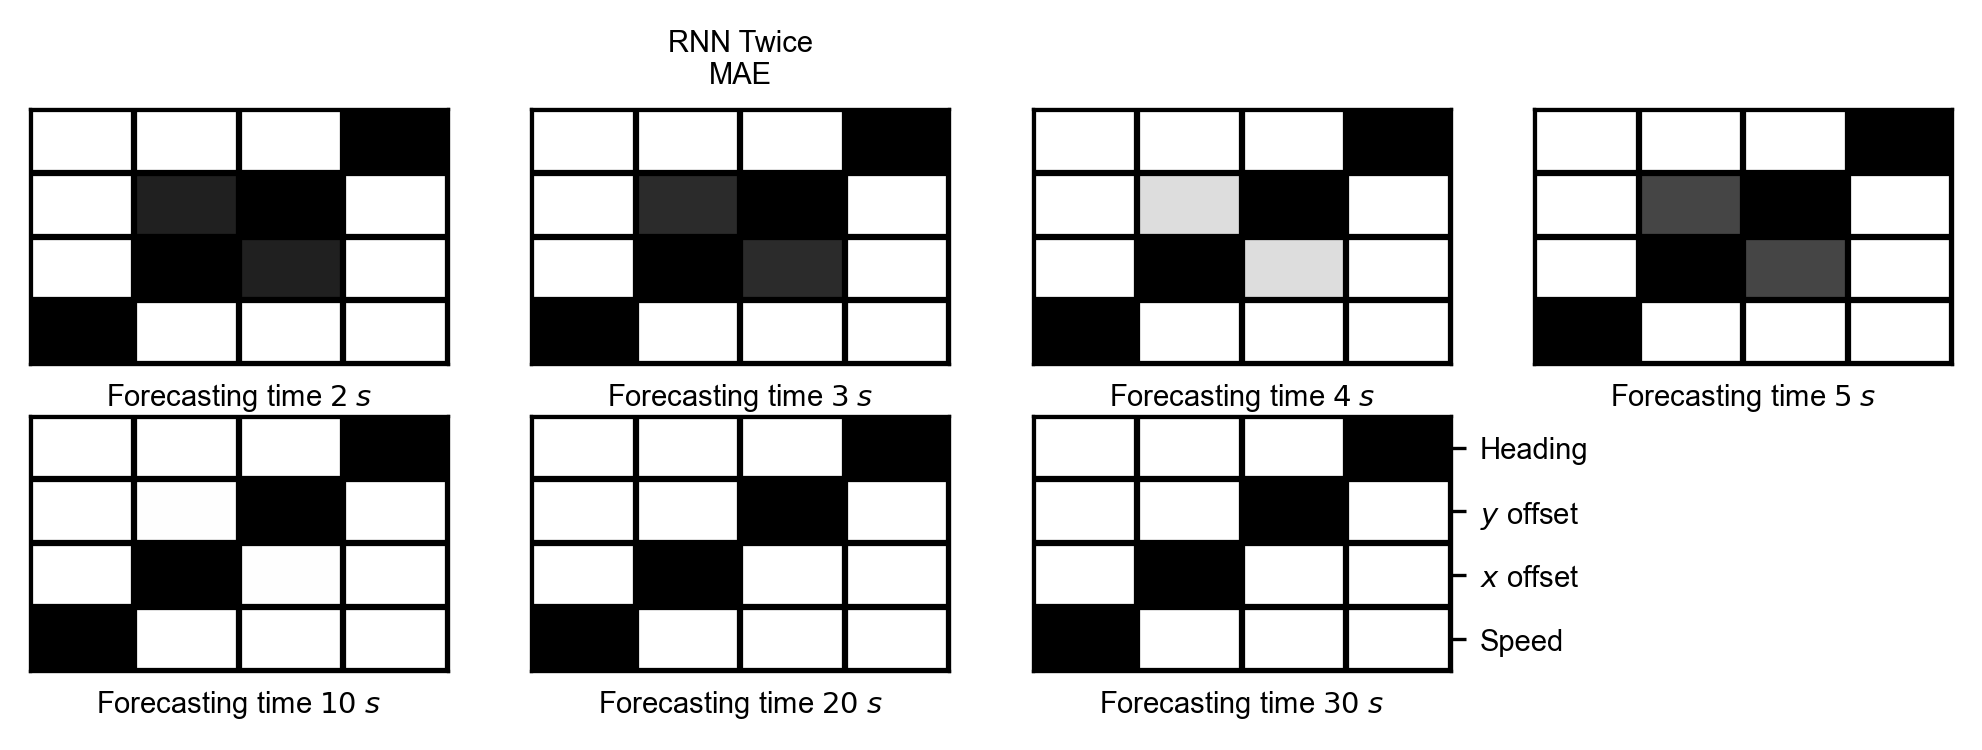 RNN Twice
MAE
Forecasting time 2 s
Forecasting time 3 s
Forecasting time 4 s
Forecasting time 5 s
Heading
y offset
x offset
Speed
Forecasting time 10 s
Forecasting time 20 s
Forecasting time 30 s